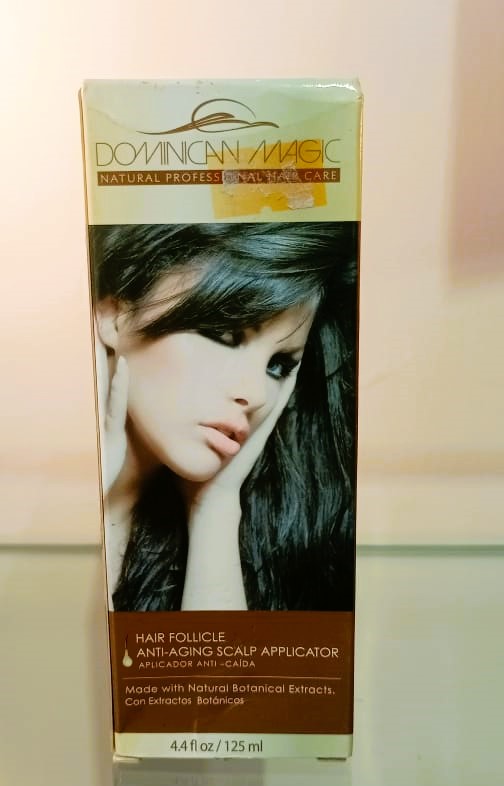 DOMINICAN MAGIC
NATURAL PROFESSIONAL HAIR CARE
HAIR FOLLICLE
ANTI-AGING SCALP APPLICATOR
APLICADOR ANTI -CAÍDA
Made with Natural Botanical Extracts.
Con Extractos Botánicos
4.4 fl oz / 125 ml